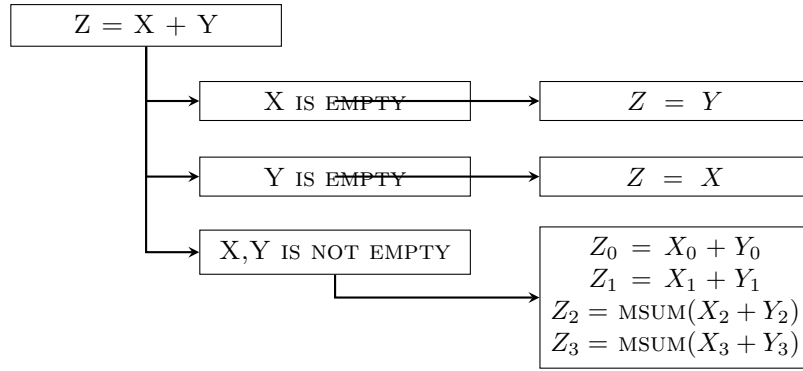 Z = X + Y
X IS EMPTY
Z = Y
Y IS EMPTY
Z = X
X,Y IS NOT EMPTY
Z₀ = X₀ + Y₀
Z₁ = X₁ + Y₁
Z₂ = MSUM(X₂ + Y₂)
Z₃ = MSUM(X₃ + Y₃)